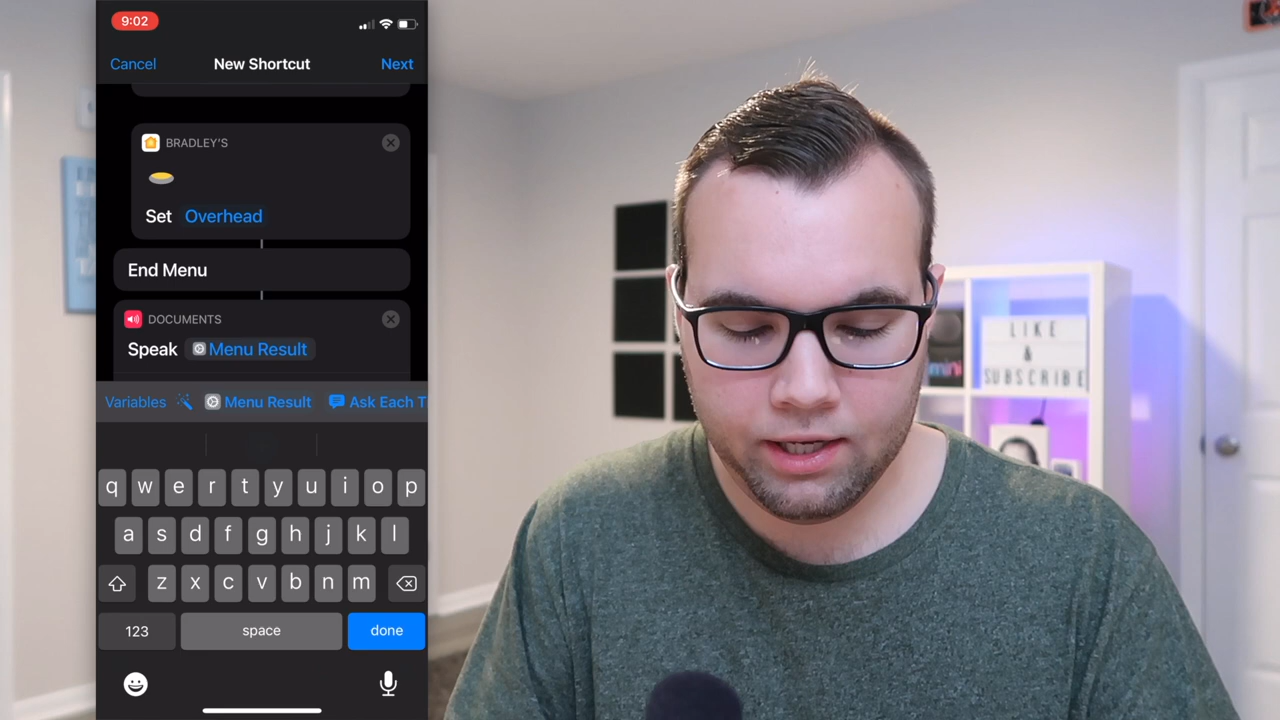 9:02
Cancel New Shortcut Next
BRADLEY'S
Set Overhead
End Menu
DOCUMENTS
Speak Menu Result
Variables Menu Result Ask Each T
q w e r t y u i o p
a s d f g h j k l
z x c v b n m
123 space done
mini
LIKE
&
SUBSCRIBE